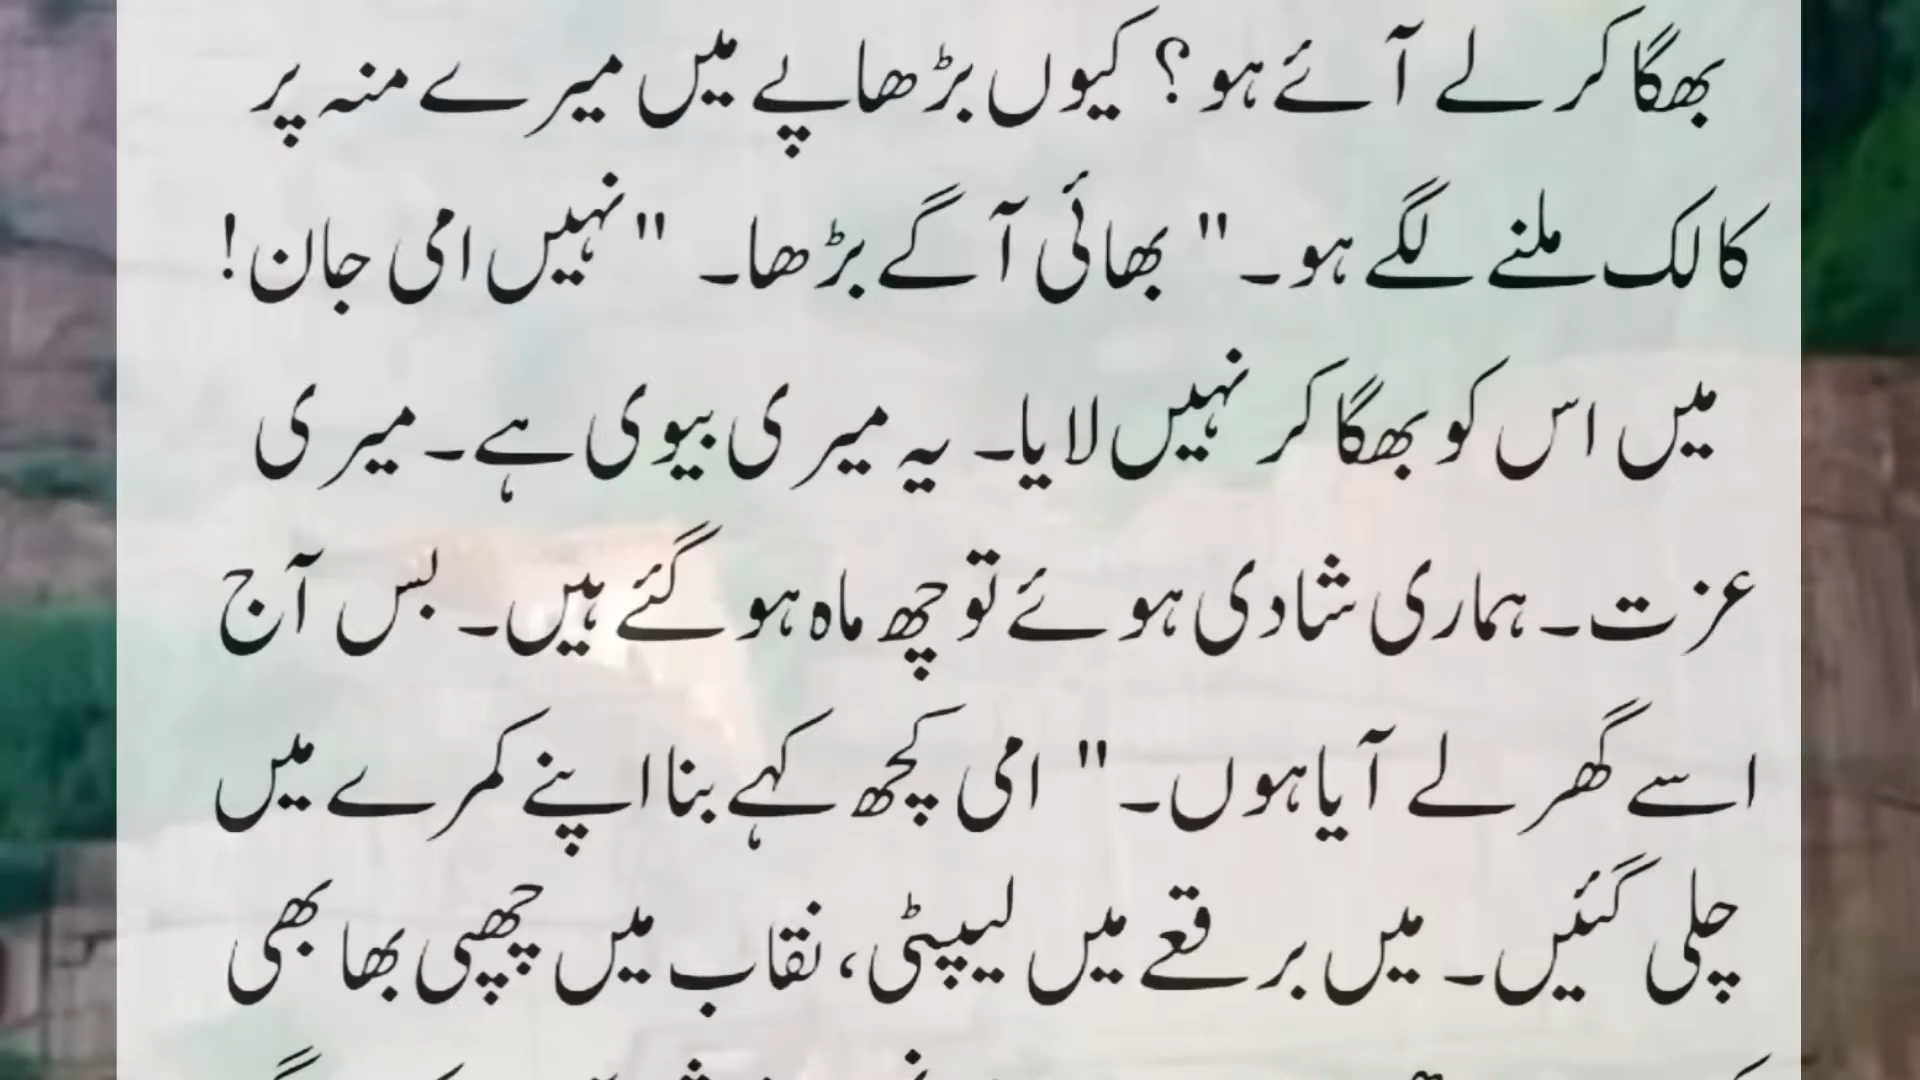 بھگا کر لے آئے ہو؟ کیوں بڑھاپے میں میرے منہ پر
کالک ملنے لگے ہو۔" بھائی آگے بڑھا۔ "نہیں امی جان!
میں اس کو بھگا کر نہیں لایا۔ یہ میری بیوی ہے۔ میری
عزت۔ ہماری شادی ہوئے تو چھ ماہ ہو گئے ہیں۔ بس آج
اسے گھر لے آیا ہوں۔" امی کچھ کہے بنا اپنے کمرے میں
چلی گئیں۔ میں برقعے میں لیپٹی، نقاب میں چھپی بھابھی